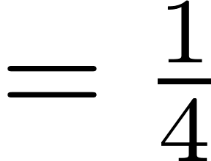 = 1/4